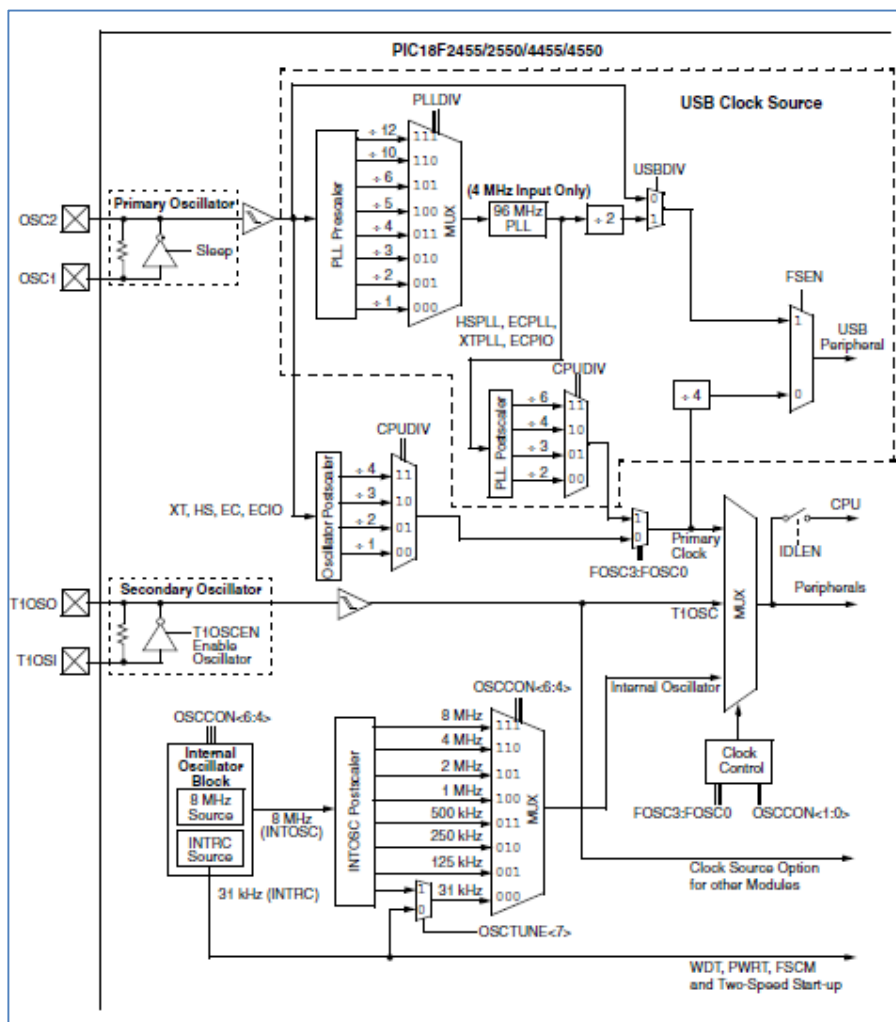 PIC18F2455/2550/4455/4550
USB Clock Source
PLLDIV
PLL Prescaler
÷ 12
÷ 10
÷ 6
÷ 5
÷ 4
÷ 3
÷ 2
÷ 1
111
110
101
100
011
010
001
000
MUX
(4 MHz Input Only)
96 MHz
PLL
÷ 2
USBDIV
0
1
Primary Oscillator
OSC2
OSC1
Sleep
HSPLL, ECPLL,
XTPLL, ECPIO
FSEN
1
0
USB
Peripheral
÷ 4
CPUDIV
PLL Postscaler
÷ 6
÷ 4
÷ 3
÷ 2
11
10
01
00
CPUDIV
XT, HS, EC, ECIO
Oscillator Postscaler
÷ 4
÷ 3
÷ 2
÷ 1
11
10
01
00
1
0
Primary
Clock
FOSC3:FOSC0
MUX
CPU
IDLEN
Peripherals
Secondary Oscillator
T1OSO
T1OSI
T1OSCEN
Enable
Oscillator
T1OSC
Internal Oscillator
OSCCON<6:4>
OSCCON<6:4>
Internal
Oscillator
Block
8 MHz
Source
INTRC
Source
8 MHz
(INTOSC)
31 kHz (INTRC)
INTOSC Postscaler
8 MHz
4 MHz
2 MHz
1 MHz
500 kHz
250 kHz
125 kHz
1
0
31 kHz
111
110
101
100
011
010
001
000
MUX
OSCTUNE<7>
Clock
Control
FOSC3:FOSC0
OSCCON<1:0>
Clock Source Option
for other Modules
WDT, PWRT, FSCM
and Two-Speed Start-up